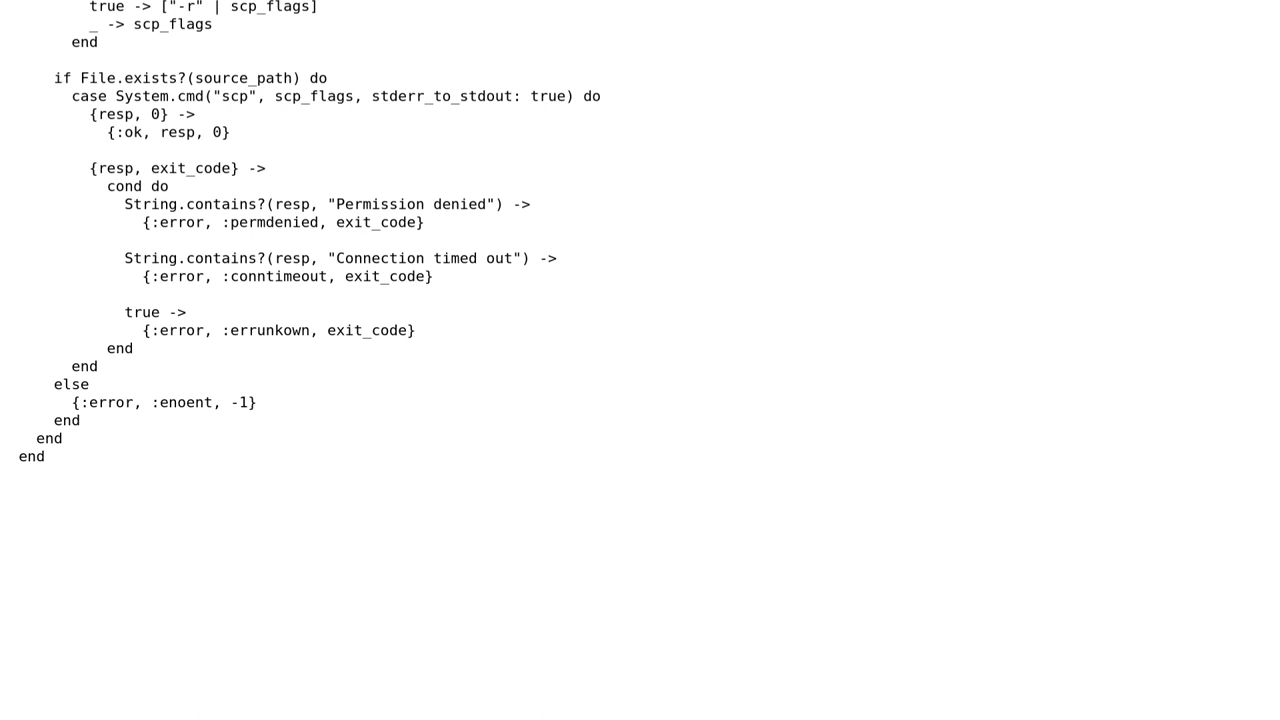 true -> ["-r" | scp_flags]
        _ -> scp_flags
      end

    if File.exists?(source_path) do
      case System.cmd("scp", scp_flags, stderr_to_stdout: true) do
        {resp, 0} ->
          {:ok, resp, 0}

        {resp, exit_code} ->
          cond do
            String.contains?(resp, "Permission denied") ->
              {:error, :permdenied, exit_code}

            String.contains?(resp, "Connection timed out") ->
              {:error, :conntimeout, exit_code}

            true ->
              {:error, :errunkown, exit_code}
          end
      end
    else
      {:error, :enoent, -1}
    end
  end
end